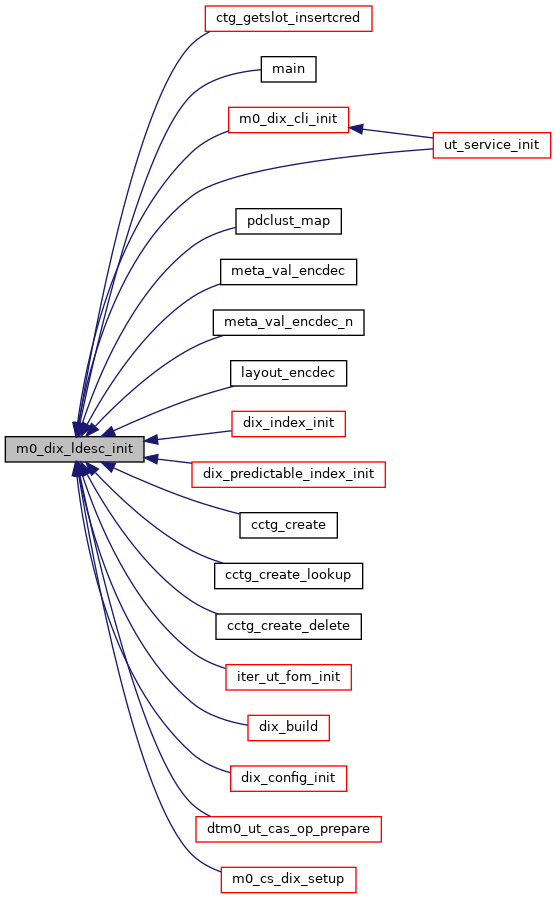 ctg_getslot_insertcred
main
m0_dix_cli_init
ut_service_init
pdclust_map
meta_val_encdec
meta_val_encdec_n
layout_encdec
dix_index_init
m0_dix_ldesc_init
dix_predictable_index_init
cctg_create
cctg_create_lookup
cctg_create_delete
iter_ut_fom_init
dix_build
dix_config_init
dtm0_ut_cas_op_prepare
m0_cs_dix_setup